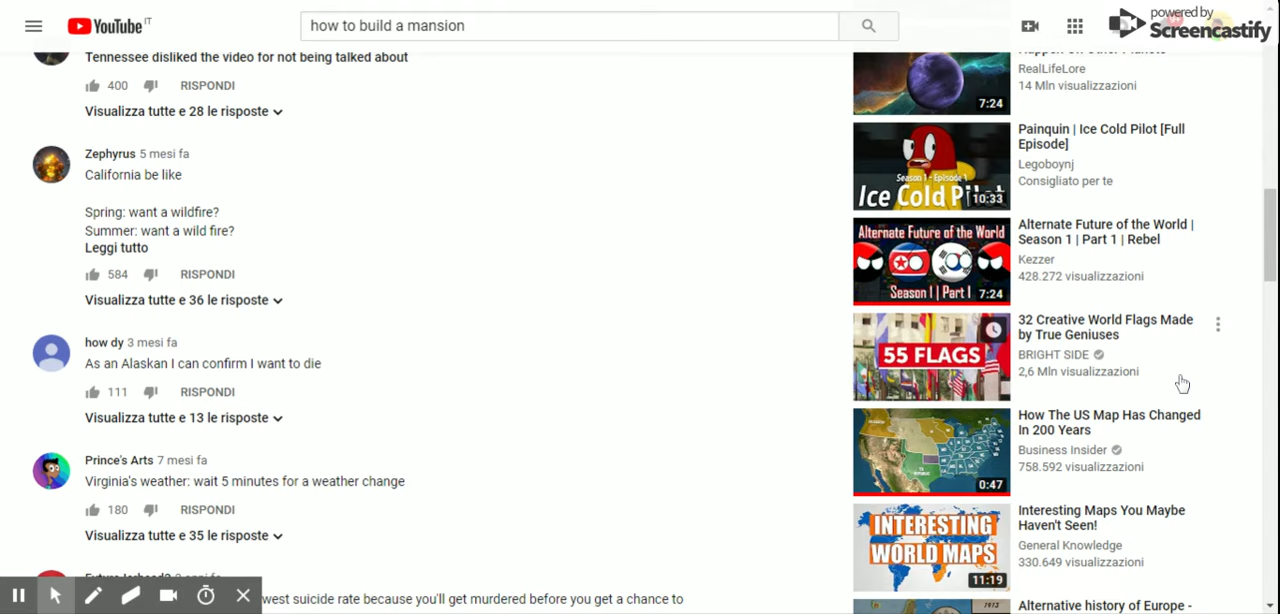 YouTube IT
how to build a mansion
powered by
Screencastify
Tennessee disliked the video for not being talked about
400 RISPONDI
Visualizza tutte e 28 le risposte
Zephyrus 5 mesi fa
California be like
Spring: want a wildfire?
Summer: want a wild fire?
Leggi tutto
584 RISPONDI
Visualizza tutte e 36 le risposte
how dy 3 mesi fa
As an Alaskan I can confirm I want to die
111 RISPONDI
Visualizza tutte e 13 le risposte
Prince's Arts 7 mesi fa
Virginia's weather: wait 5 minutes for a weather change
180 RISPONDI
Visualizza tutte e 35 le risposte
west suicide rate because you'll get murdered before you get a chance to
7:24
RealLifeLore
14 Mln visualizzazioni
Season 1 - Episode 1
Ice Cold Pilot
10:33
Painquin | Ice Cold Pilot [Full
Episode]
Legoboynj
Consigliato per te
Alternate Future of the World
Season 1 | Part 1
7:24
Alternate Future of the World |
Season 1 | Part 1 | Rebel
Kezzer
428.272 visualizzazioni
55 FLAGS
32 Creative World Flags Made
by True Geniuses
BRIGHT SIDE
2,6 Mln visualizzazioni
0:47
How The US Map Has Changed
In 200 Years
Business Insider
758.592 visualizzazioni
INTERESTING
WORLD MAPS
11:19
Interesting Maps You Maybe
Haven't Seen!
General Knowledge
330.649 visualizzazioni
1912
Alternative history of Europe -